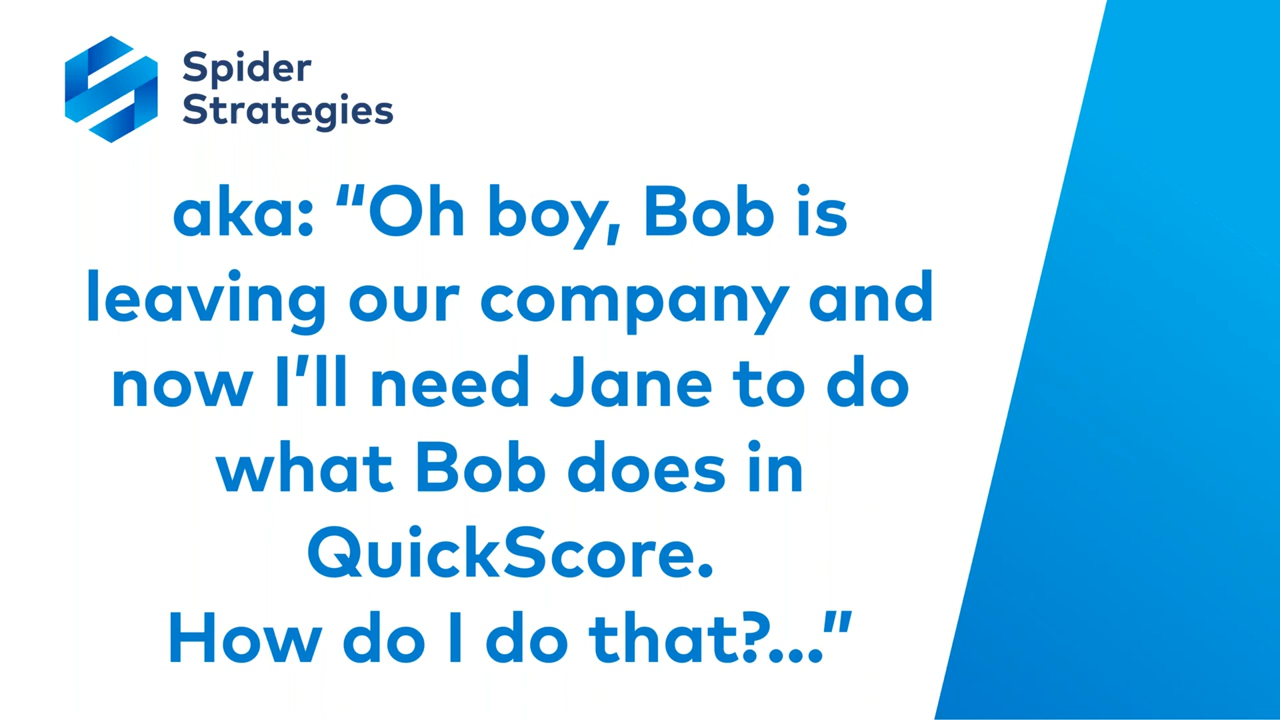 Spider
Strategies
aka: “Oh boy, Bob is
leaving our company and
now I’ll need Jane to do
what Bob does in
QuickScore.
How do I do that?...”